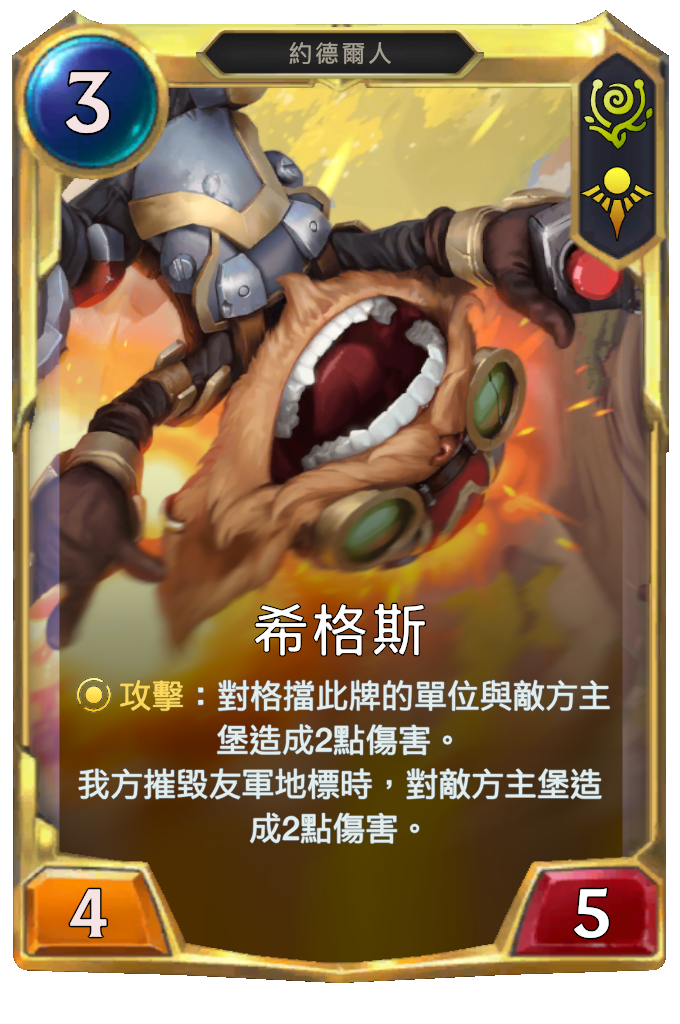 3
約德爾人
希格斯
攻擊：對格擋此牌的單位與敵方主
堡造成2點傷害。
我方摧毀友軍地標時，對敵方主堡造
成2點傷害。
4
5